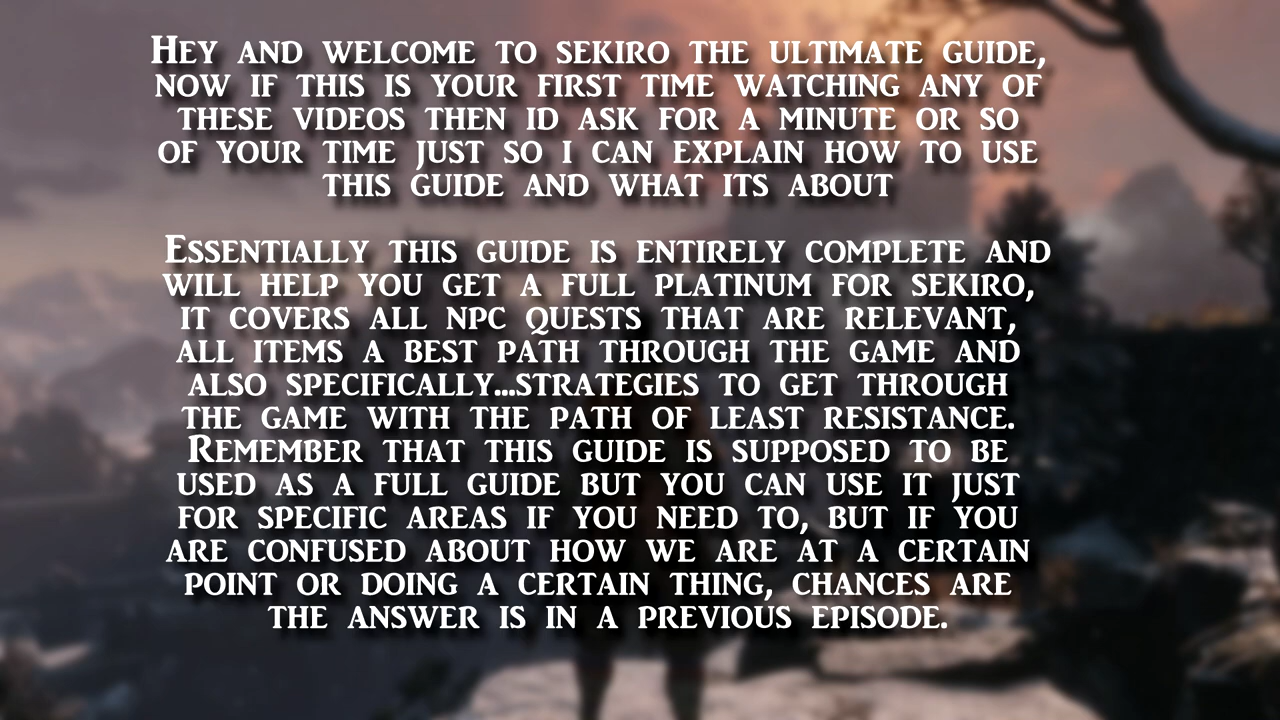 Hey and welcome to sekiro the ultimate guide,
now if this is your first time watching any of
these videos then id ask for a minute or so
of your time just so i can explain how to use
this guide and what its about
Essentially this guide is entirely complete and
will help you get a full platinum for sekiro,
it covers all npc quests that are relevant,
all items a best path through the game and
also specifically...strategies to get through
the game with the path of least resistance.
Remember that this guide is supposed to be
used as a full guide but you can use it just
for specific areas if you need to, but if you
are confused about how we are at a certain
point or doing a certain thing, chances are
the answer is in a previous episode.